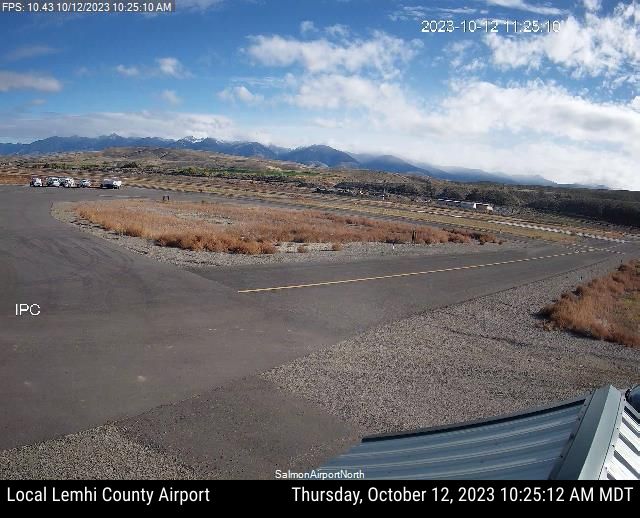 FPS: 10.43 10/12/2023 10:25:10 AM
2023-10-12 11:25:10
IPC
SalmonAirportNorth
Local Lemhi County Airport
Thursday, October 12, 2023 10:25:12 AM MDT